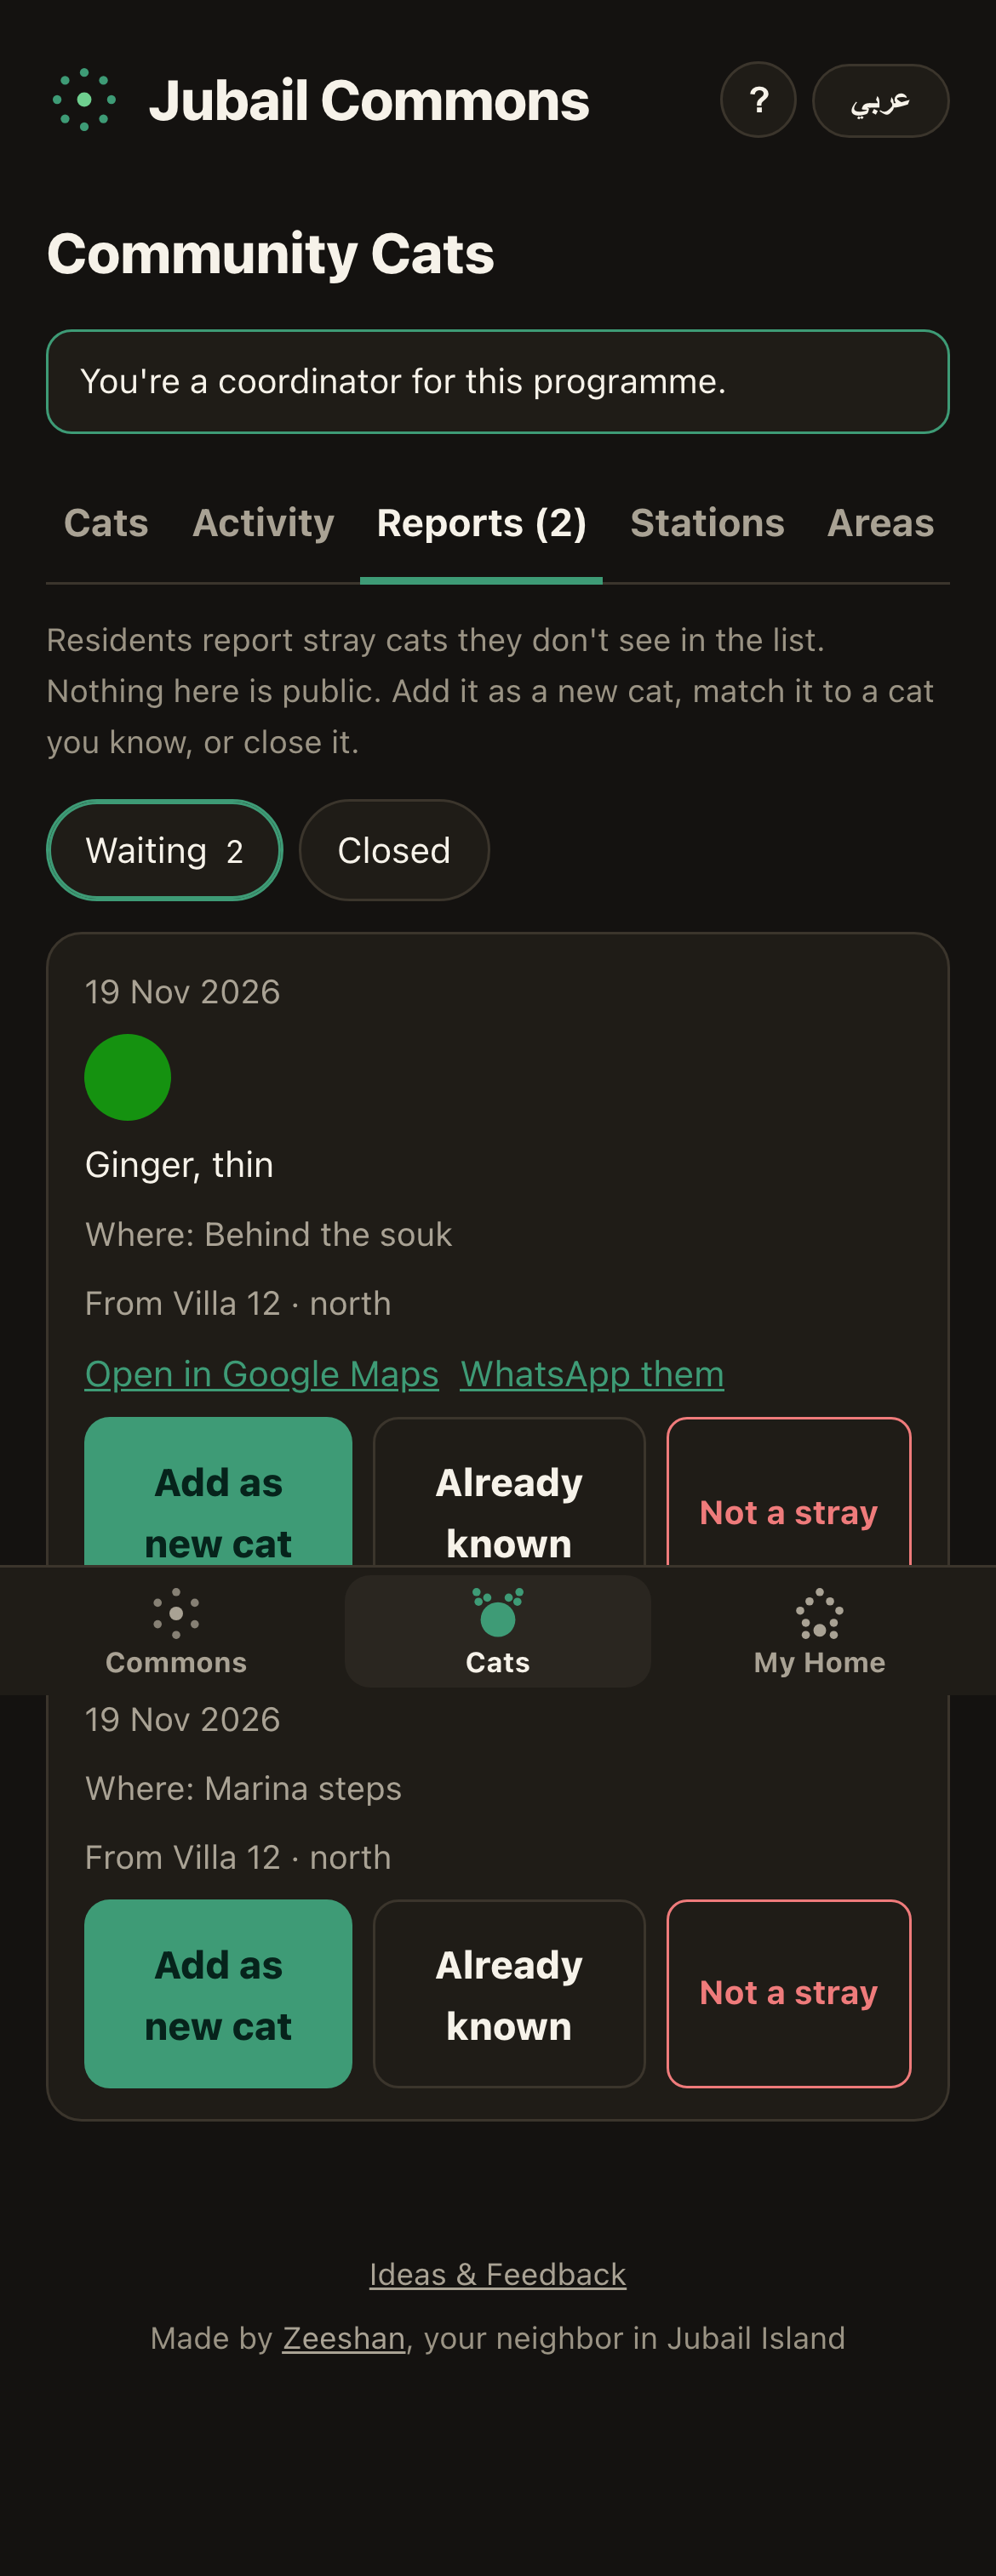 Jubail Commons
?
عربي
Community Cats
You're a coordinator for this programme.
Cats
Activity
Reports (2)
Stations
Areas
Residents report stray cats they don't see in the list.
Nothing here is public. Add it as a new cat, match it to a cat
you know, or close it.
Waiting 2
Closed
19 Nov 2026
Ginger, thin
Where: Behind the souk
From Villa 12 · north
Open in Google Maps WhatsApp them
Add as
new cat
Already
known
Not a stray
Commons
Cats
My Home
19 Nov 2026
Where: Marina steps
From Villa 12 · north
Add as
new cat
Already
known
Not a stray
Ideas & Feedback
Made by Zeeshan, your neighbor in Jubail Island